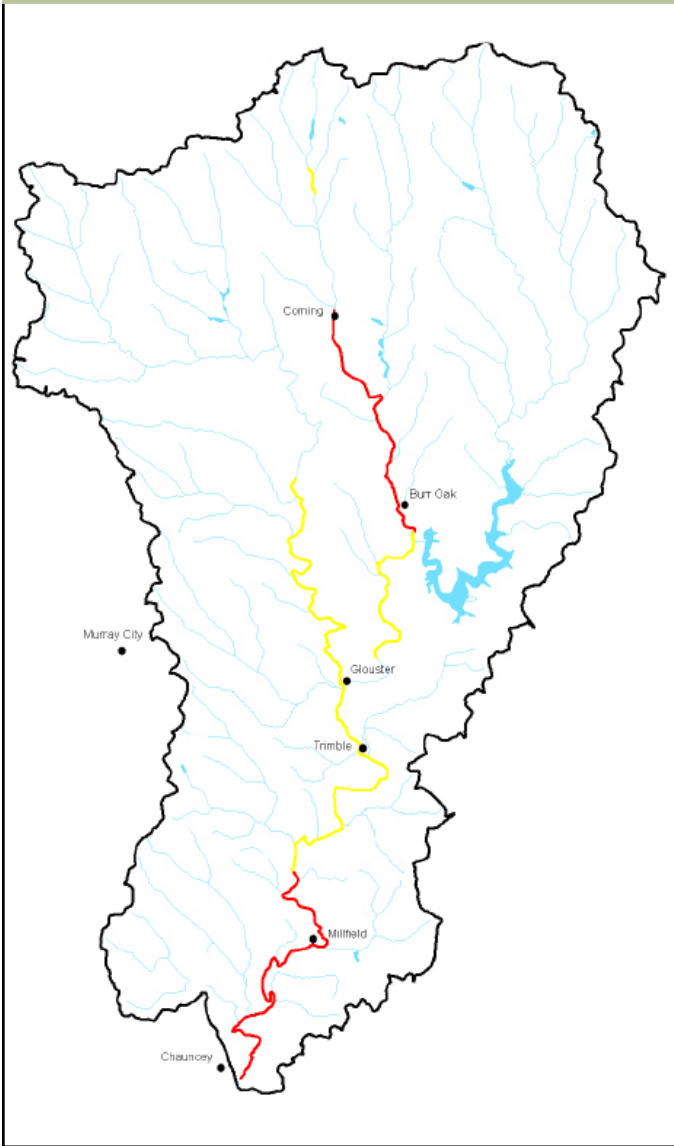 Corning
Burr Oak
Murray City
Glouster
Trimble
Millfield
Chauncey